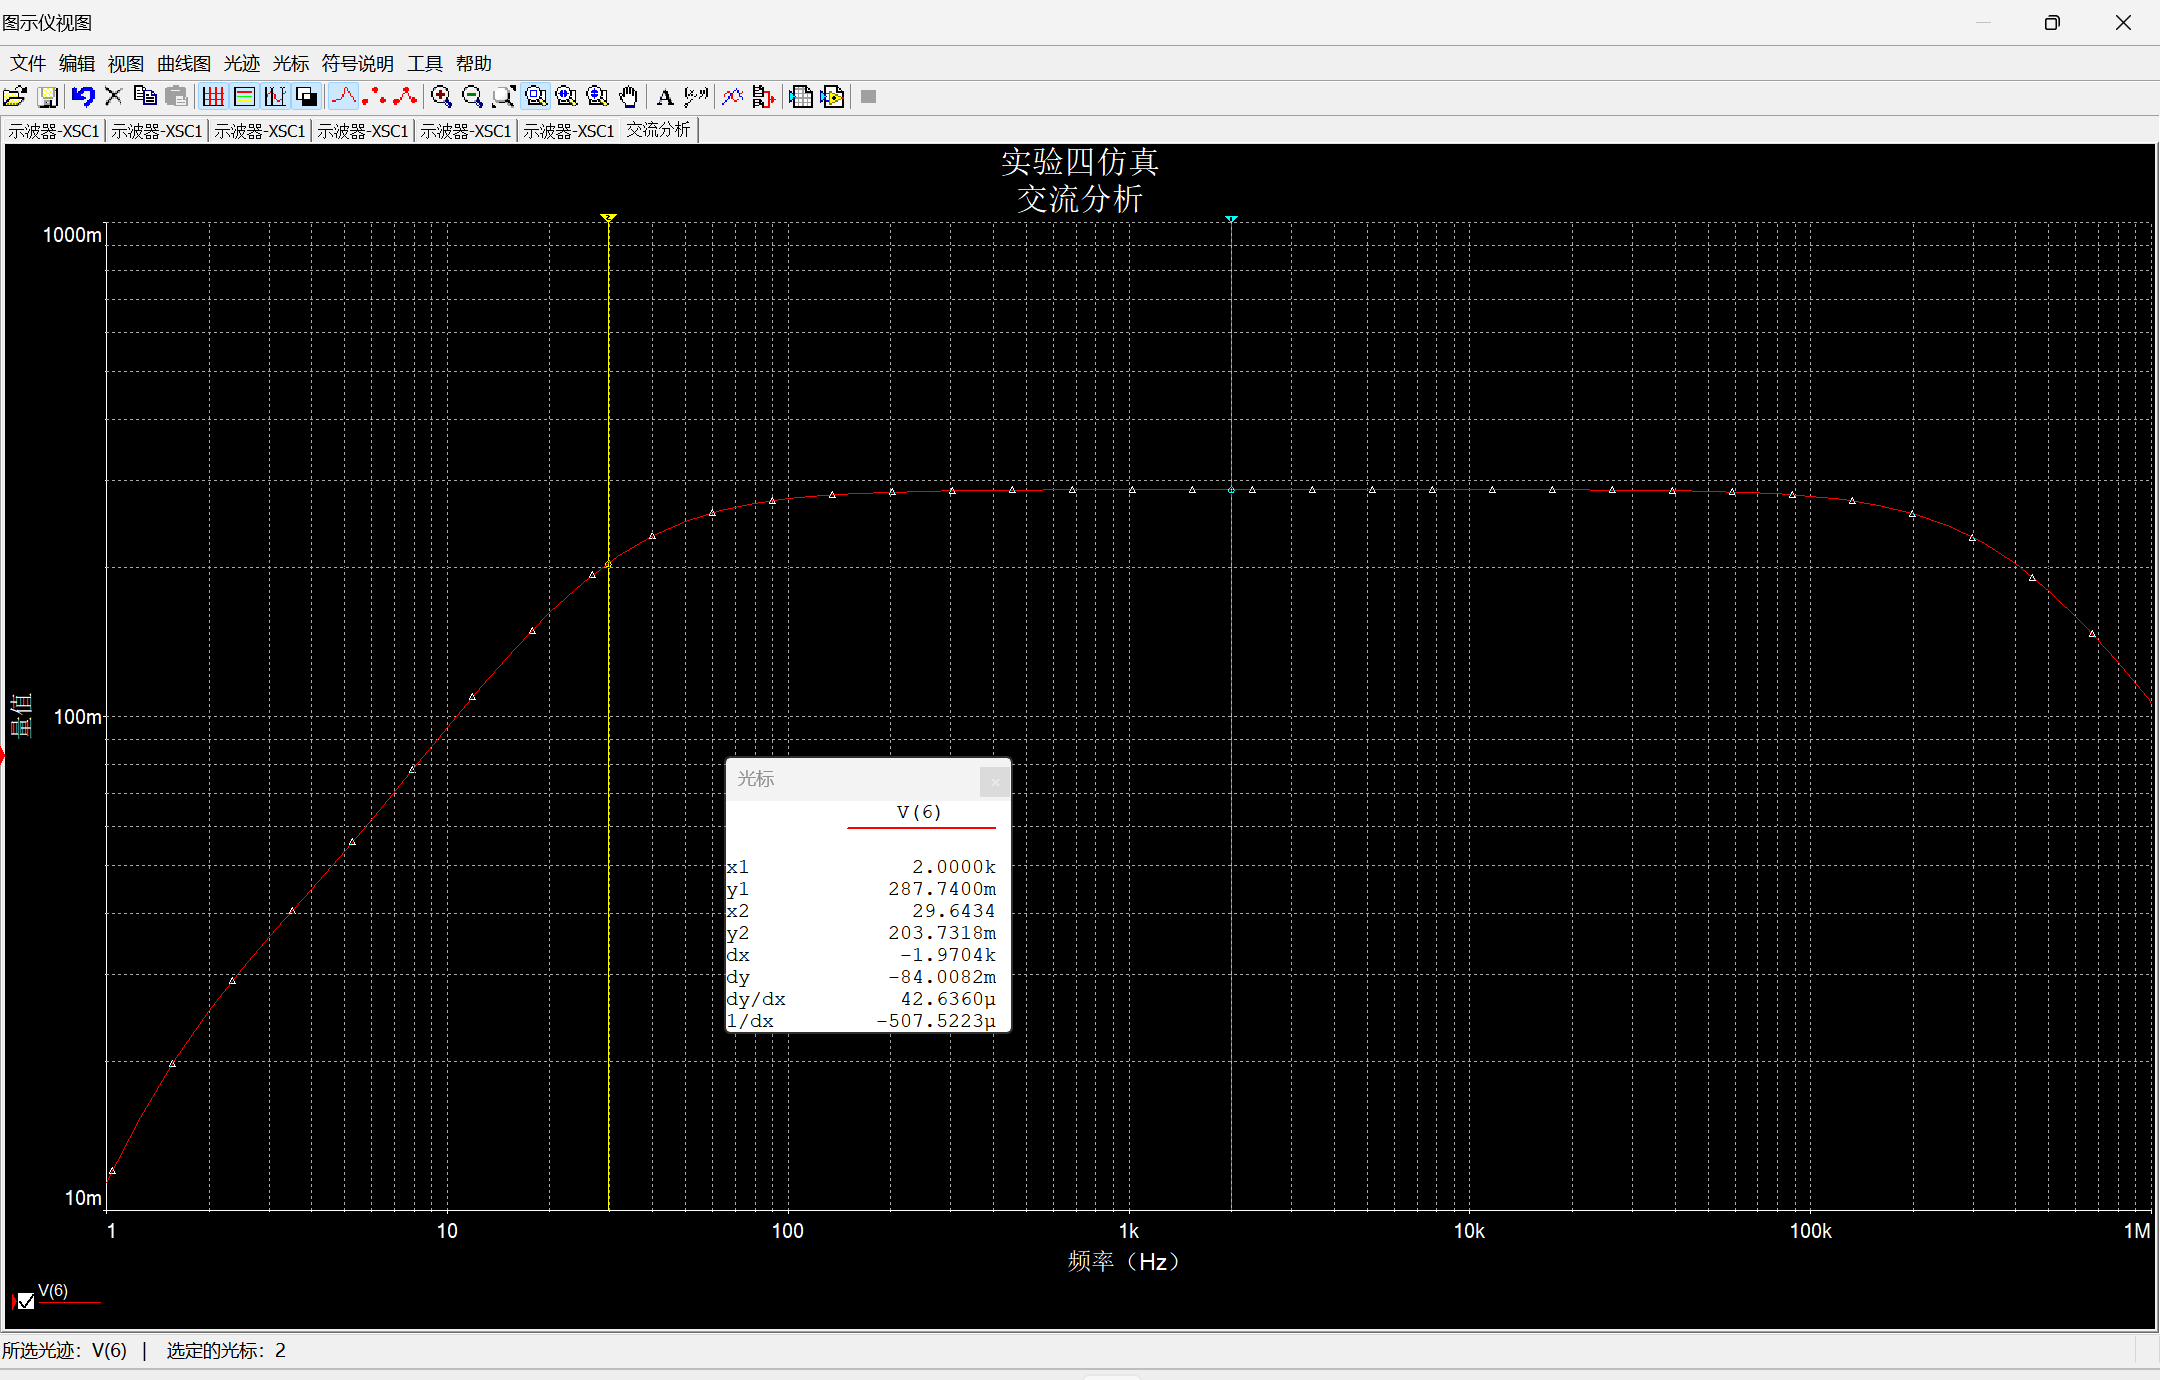 图示仪视图
文件 编辑 视图 曲线图 光迹 光标 符号说明 工具 帮助
示波器-XSC1 示波器-XSC1 示波器-XSC1 示波器-XSC1 示波器-XSC1 示波器-XSC1 交流分析
实验四仿真
交流分析
1000m
100m
10m
量值
光标
V(6)
x1 2.0000k
y1 287.7400m
x2 29.6434
y2 203.7318m
dx -1.9704k
dy -84.0082m
dy/dx 42.6360µ
1/dx -507.5223µ
1 10 100 1k 10k 100k 1M
频率（Hz）
V(6)
所选光迹：V(6) | 选定的光标：2